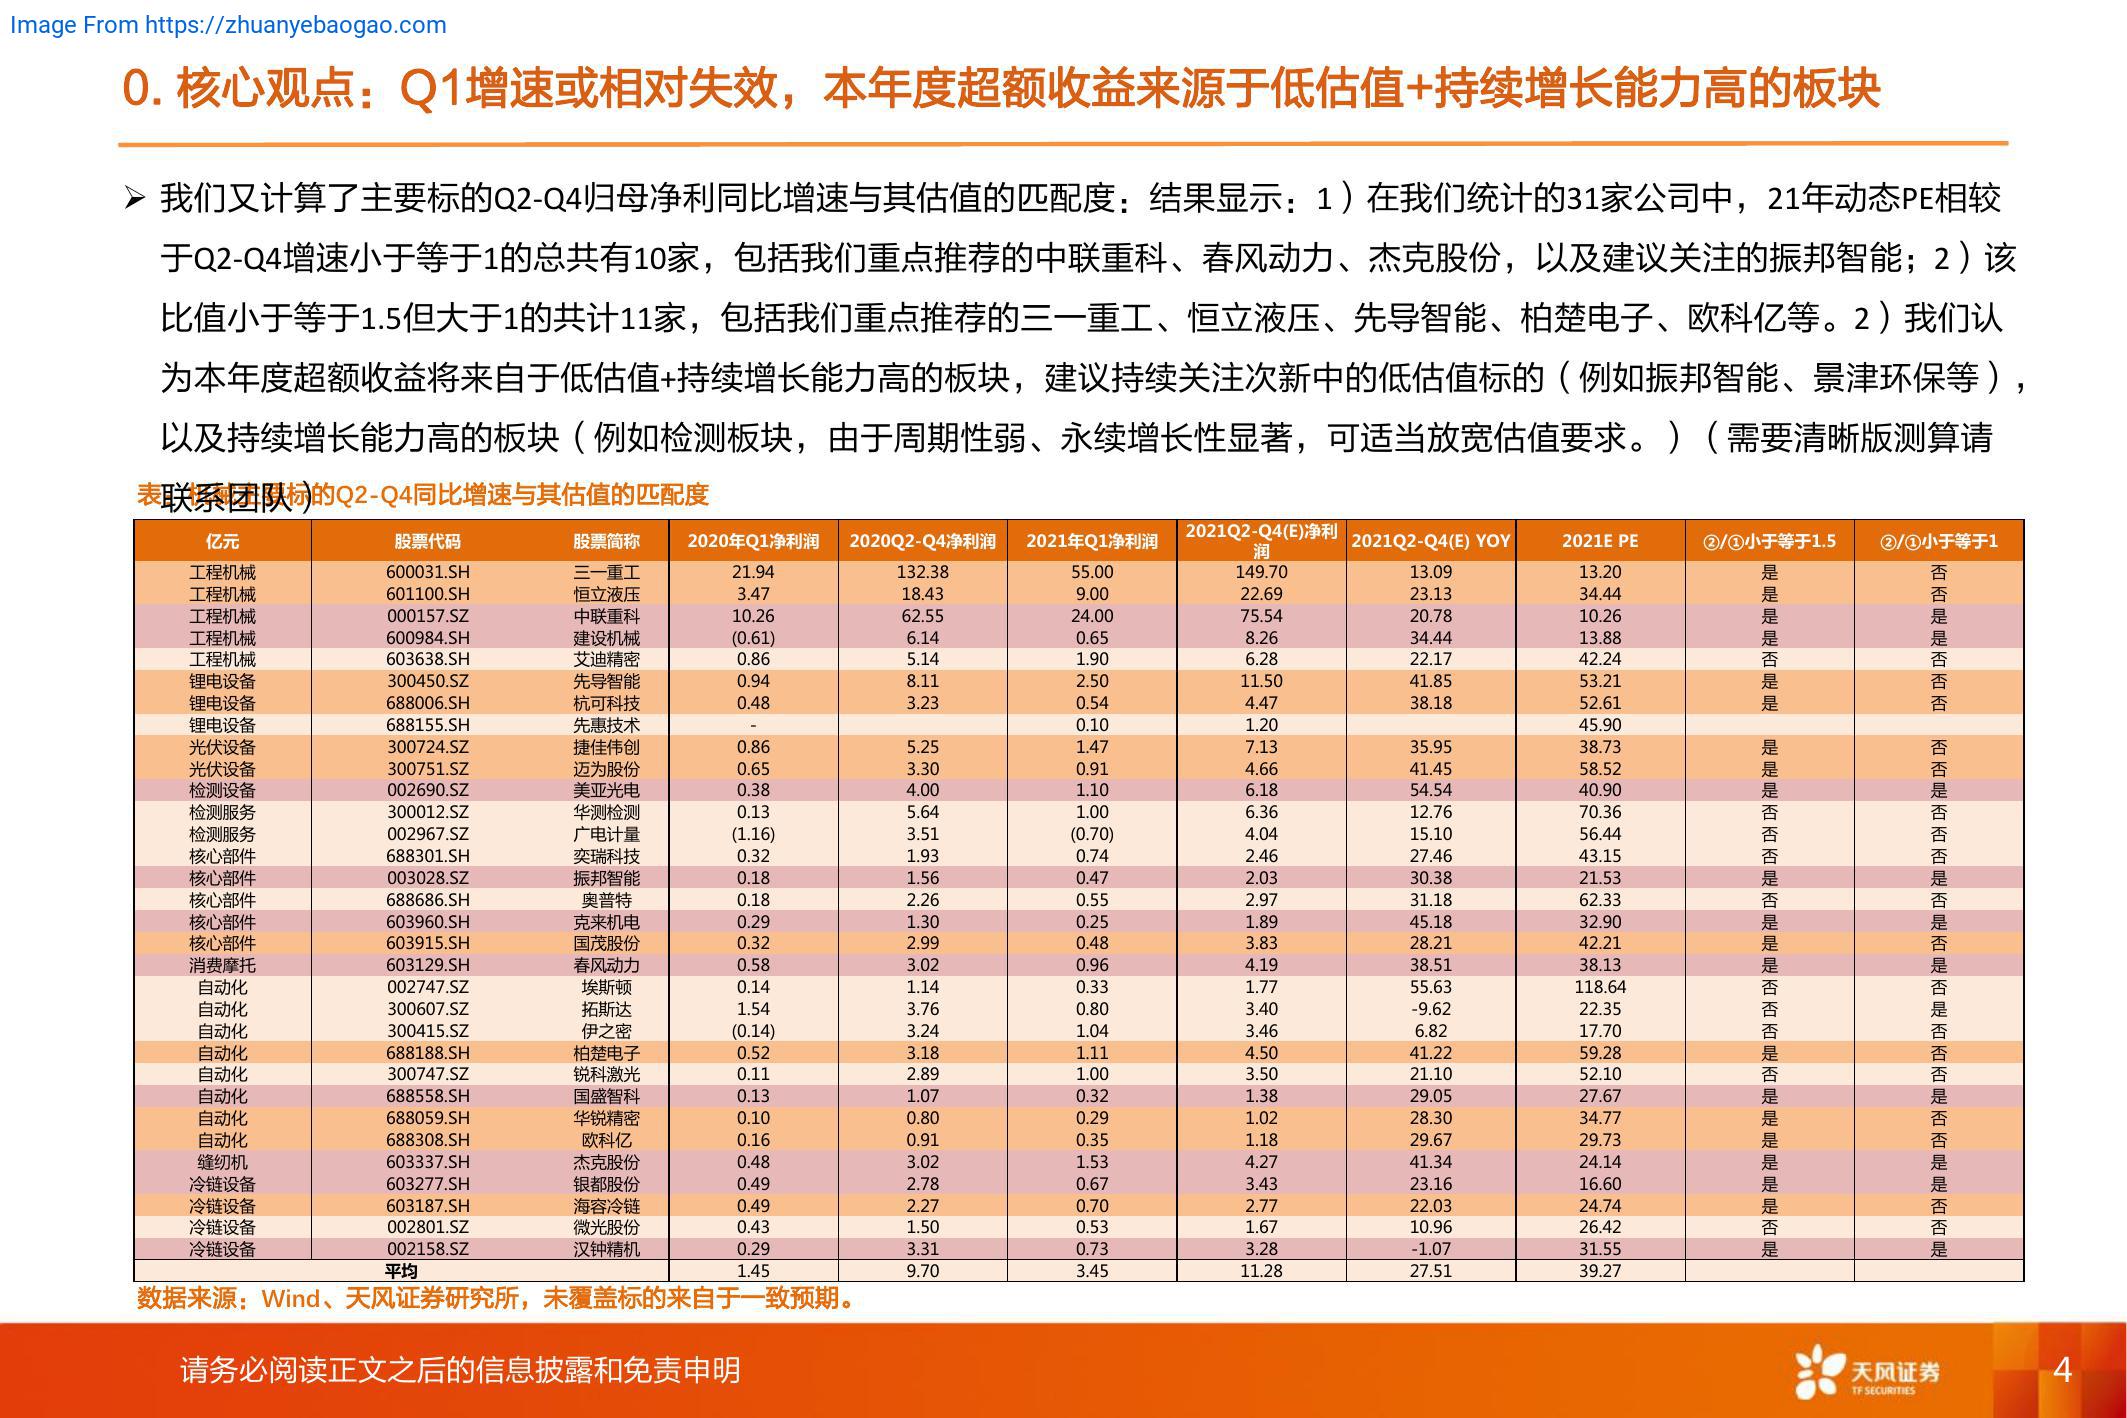 Image From https://zhuanyebaogao.com
0. 核心观点：Q1增速或相对失效，本年度超额收益来源于低估值+持续增长能力高的板块
➢ 我们又计算了主要标的Q2-Q4归母净利同比增速与其估值的匹配度：结果显示：1）在我们统计的31家公司中，21年动态PE相较
于Q2-Q4增速小于等于1的总共有10家，包括我们重点推荐的中联重科、春风动力、杰克股份，以及建议关注的振邦智能；2）该
比值小于等于1.5但大于1的共计11家，包括我们重点推荐的三一重工、恒立液压、先导智能、柏楚电子、欧科亿等。2）我们认
为本年度超额收益将来自于低估值+持续增长能力高的板块，建议持续关注次新中的低估值标的（例如振邦智能、景津环保等），
以及持续增长能力高的板块（例如检测板块，由于周期性弱、永续增长性显著，可适当放宽估值要求。）（需要清晰版测算请
联系团队）
表：机械主要标的Q2-Q4同比增速与其估值的匹配度
亿元 股票代码 股票简称 2020年Q1净利润 2020Q2-Q4净利润 2021年Q1净利润 2021Q2-Q4(E)净利润 2021Q2-Q4(E) YOY 2021E PE ②/①小于等于1.5 ②/①小于等于1
工程机械 600031.SH 三一重工 21.94 132.38 55.00 149.70 13.09 13.20 是 否
工程机械 601100.SH 恒立液压 3.47 18.43 9.00 22.69 23.13 34.44 是 否
工程机械 000157.SZ 中联重科 10.26 62.55 24.00 75.54 20.78 10.26 是 是
工程机械 600984.SH 建设机械 (0.61) 6.14 0.65 8.26 34.44 13.88 是 是
工程机械 603638.SH 艾迪精密 0.86 5.14 1.90 6.28 22.17 42.24 否 否
锂电设备 300450.SZ 先导智能 0.94 8.11 2.50 11.50 41.85 53.21 是 否
锂电设备 688006.SH 杭可科技 0.48 3.23 0.54 4.47 38.18 52.61 是 否
锂电设备 688155.SH 先惠技术 - 0.10 1.20 45.90
光伏设备 300724.SZ 捷佳伟创 0.86 5.25 1.47 7.13 35.95 38.73 是 否
光伏设备 300751.SZ 迈为股份 0.65 3.30 0.91 4.66 41.45 58.52 是 否
检测设备 002690.SZ 美亚光电 0.38 4.00 1.10 6.18 54.54 40.90 是 是
检测服务 300012.SZ 华测检测 0.13 5.64 1.00 6.36 12.76 70.36 否 否
检测服务 002967.SZ 广电计量 (1.16) 3.51 (0.70) 4.04 15.10 56.44 否 否
核心部件 688301.SH 奕瑞科技 0.32 1.93 0.74 2.46 27.46 43.15 否 否
核心部件 003028.SZ 振邦智能 0.18 1.56 0.47 2.03 30.38 21.53 是 是
核心部件 688686.SH 奥普特 0.18 2.26 0.55 2.97 31.18 62.33 否 否
核心部件 603960.SH 克来机电 0.29 1.30 0.25 1.89 45.18 32.90 是 是
核心部件 603915.SH 国茂股份 0.32 2.99 0.48 3.83 28.21 42.21 是 否
消费摩托 603129.SH 春风动力 0.58 3.02 0.96 4.19 38.51 38.13 是 是
自动化 002747.SZ 埃斯顿 0.14 1.14 0.33 1.77 55.63 118.64 否 否
自动化 300607.SZ 拓斯达 1.54 3.76 0.80 3.40 -9.62 22.35 否 是
自动化 300415.SZ 伊之密 (0.14) 3.24 1.04 3.46 6.82 17.70 否 否
自动化 688188.SH 柏楚电子 0.52 3.18 1.11 4.50 41.22 59.28 是 否
自动化 300747.SZ 锐科激光 0.11 2.89 1.00 3.50 21.10 52.10 否 否
自动化 688558.SH 国盛智科 0.13 1.07 0.32 1.38 29.05 27.67 是 是
自动化 688059.SH 华锐精密 0.10 0.80 0.29 1.02 28.30 34.77 是 否
自动化 688308.SH 欧科亿 0.16 0.91 0.35 1.18 29.67 29.73 是 否
缝纫机 603337.SH 杰克股份 0.48 3.02 1.53 4.27 41.34 24.14 是 是
冷链设备 603277.SH 银都股份 0.49 2.78 0.67 3.43 23.16 16.60 是 是
冷链设备 603187.SH 海容冷链 0.49 2.27 0.70 2.77 22.03 24.74 是 否
冷链设备 002801.SZ 微光股份 0.43 1.50 0.53 1.67 10.96 26.42 否 否
冷链设备 002158.SZ 汉钟精机 0.29 3.31 0.73 3.28 -1.07 31.55 是 是
平均 1.45 9.70 3.45 11.28 27.51 39.27
数据来源：Wind、天风证券研究所，未覆盖标的来自于一致预期。
请务必阅读正文之后的信息披露和免责申明
天风证券
TF SECURITIES
4